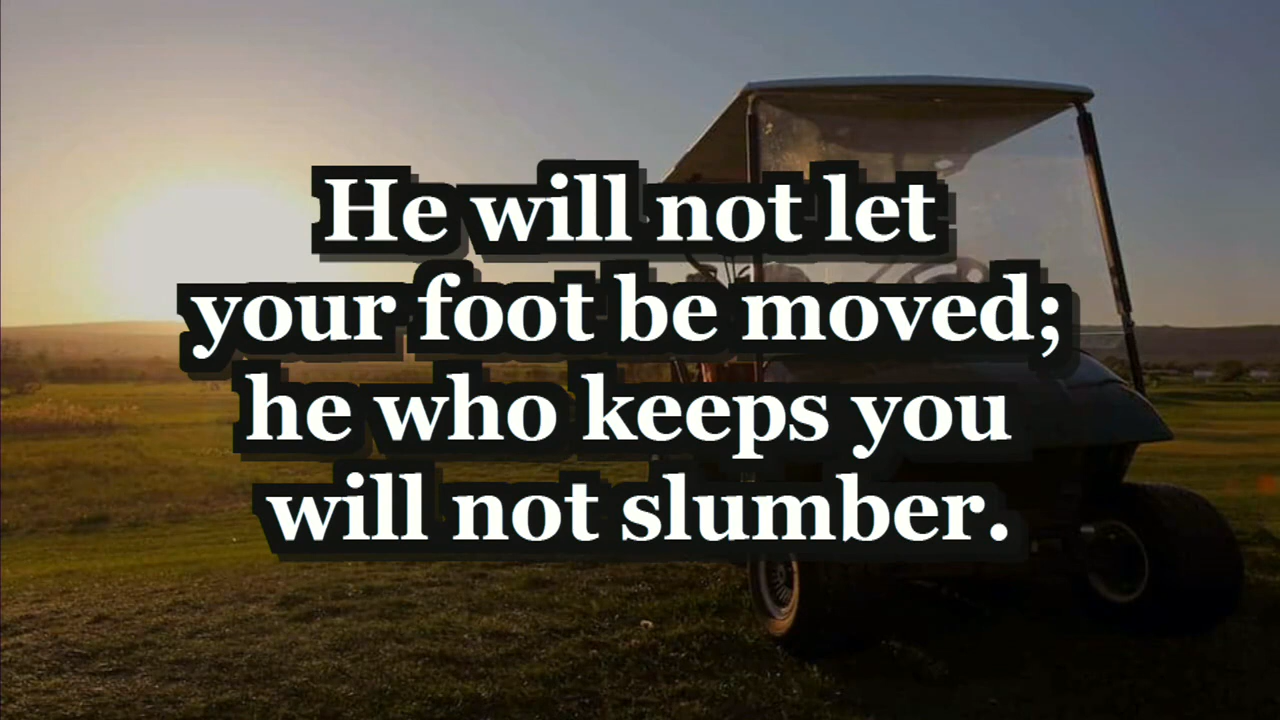 He will not let
your foot be moved;
he who keeps you
will not slumber.